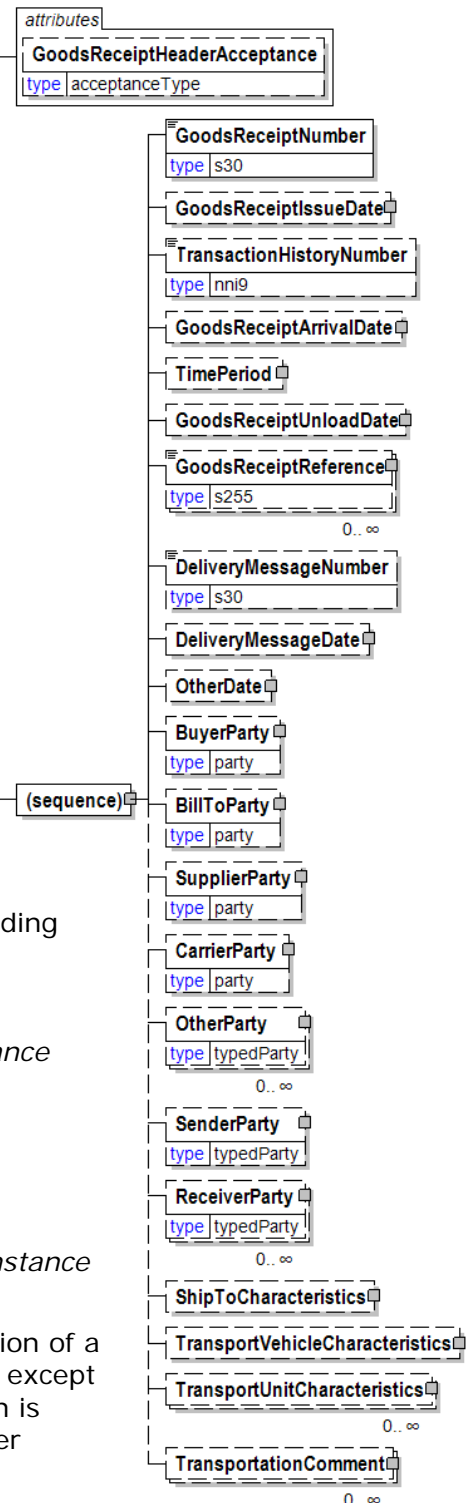 attributes
GoodsReceiptHeaderAcceptance
type acceptanceType
GoodsReceiptNumber
type s30
GoodsReceiptIssueDate
TransactionHistoryNumber
type nni9
GoodsReceiptArrivalDate
TimePeriod
GoodsReceiptUnloadDate
GoodsReceiptReference
type s255
0.. ∞
DeliveryMessageNumber
type s30
DeliveryMessageDate
OtherDate
BuyerParty
type party
(sequence)
BillToParty
type party
SupplierParty
type party
ding
CarrierParty
type party
ance
OtherParty
type typedParty
0.. ∞
SenderParty
type typedParty
ReceiverParty
type typedParty
0.. ∞
nstance
ShipToCharacteristics
ion of a
TransportVehicleCharacteristics
except
TransportUnitCharacteristics
n is
0.. ∞
er
TransportationComment
0.. ∞